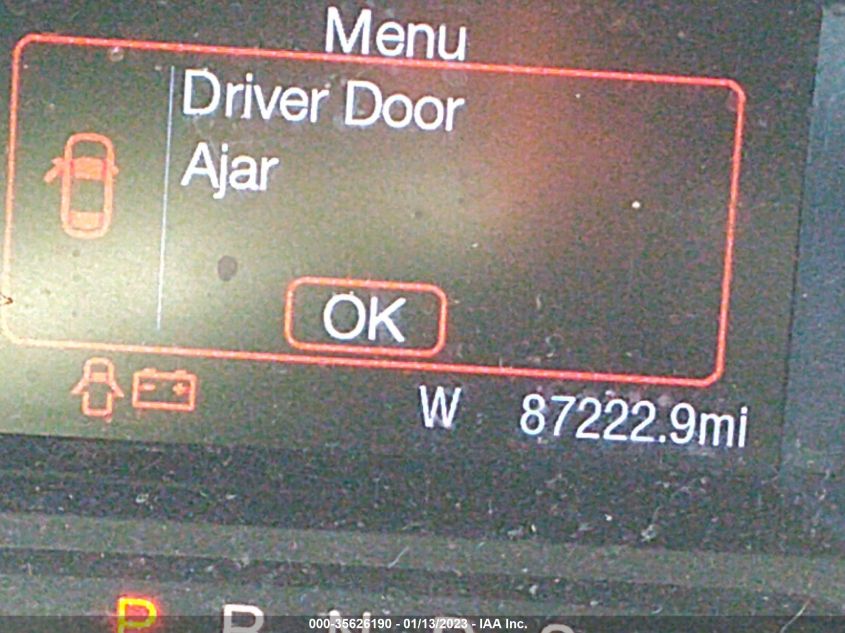 Menu
Driver Door
Ajar
OK
W 87222.9mi
P R N D S
000-35626190 - 01/13/2023 - IAA Inc.